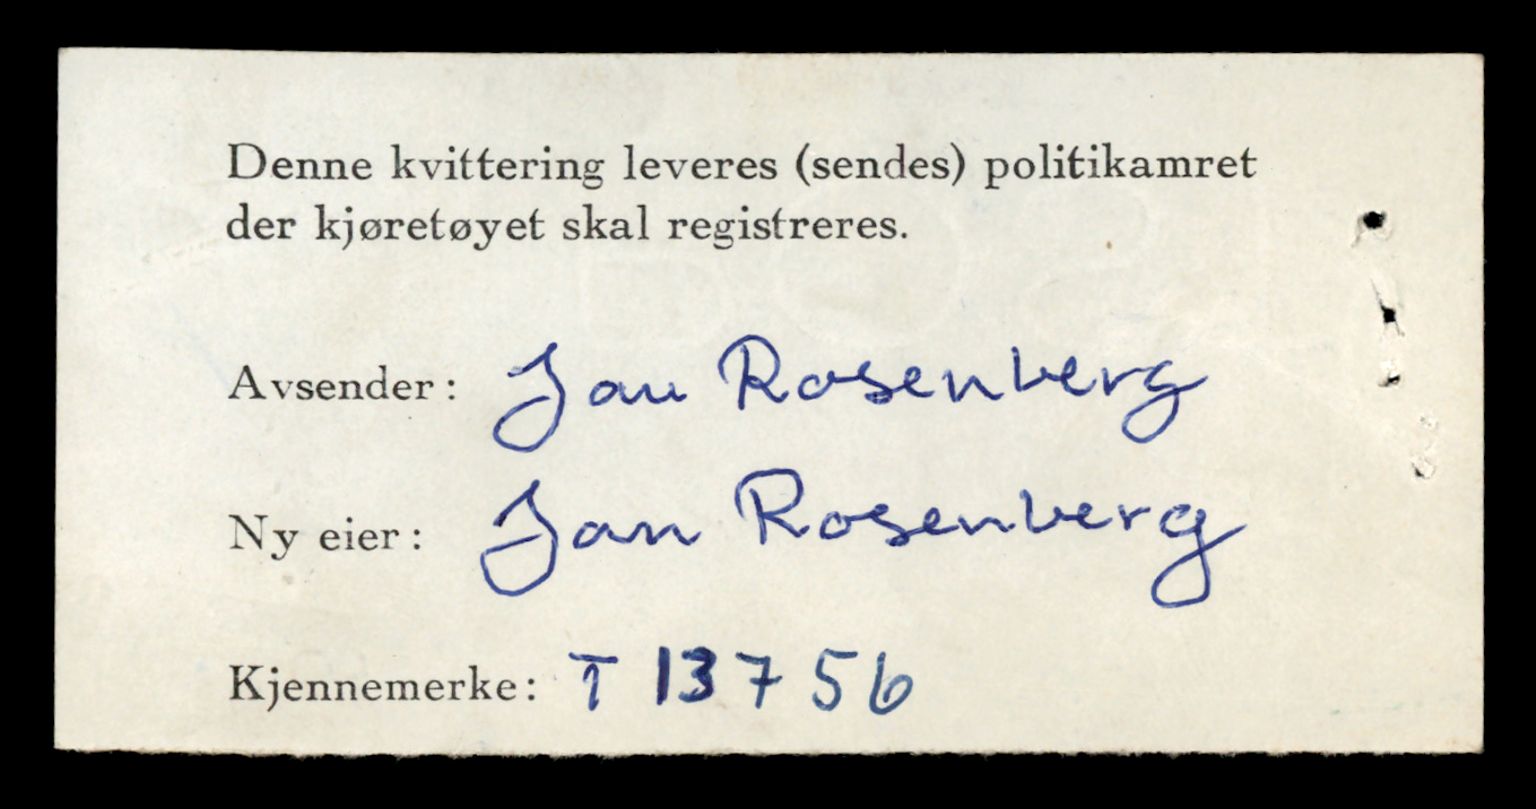 Denne kvittering leveres (sendes) politikamret
der kjøretøyet skal registreres.
Avsender: Jan Rosenberg
Ny eier: Jan Rosenberg
Kjennemerke: T 13756